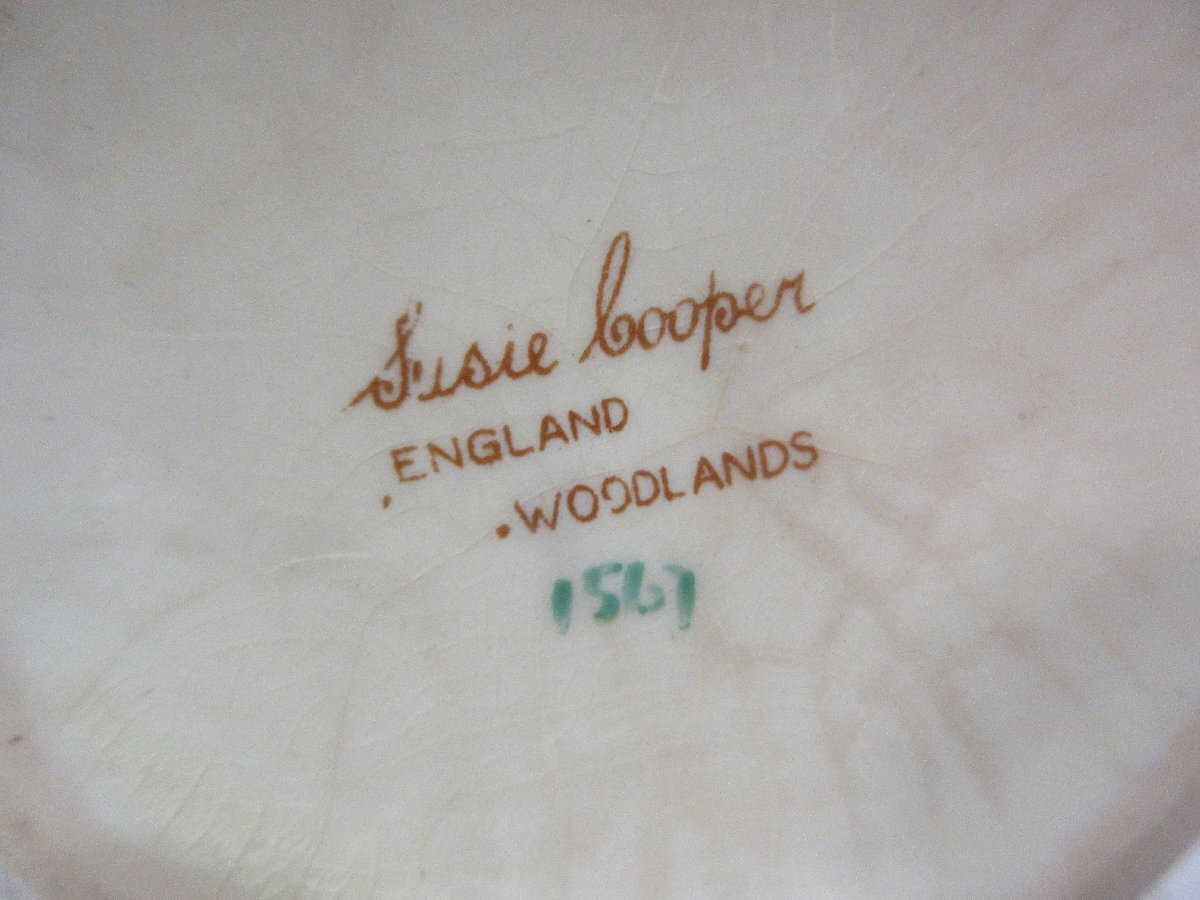 Susie Cooper
ENGLAND
WOODLANDS
1567